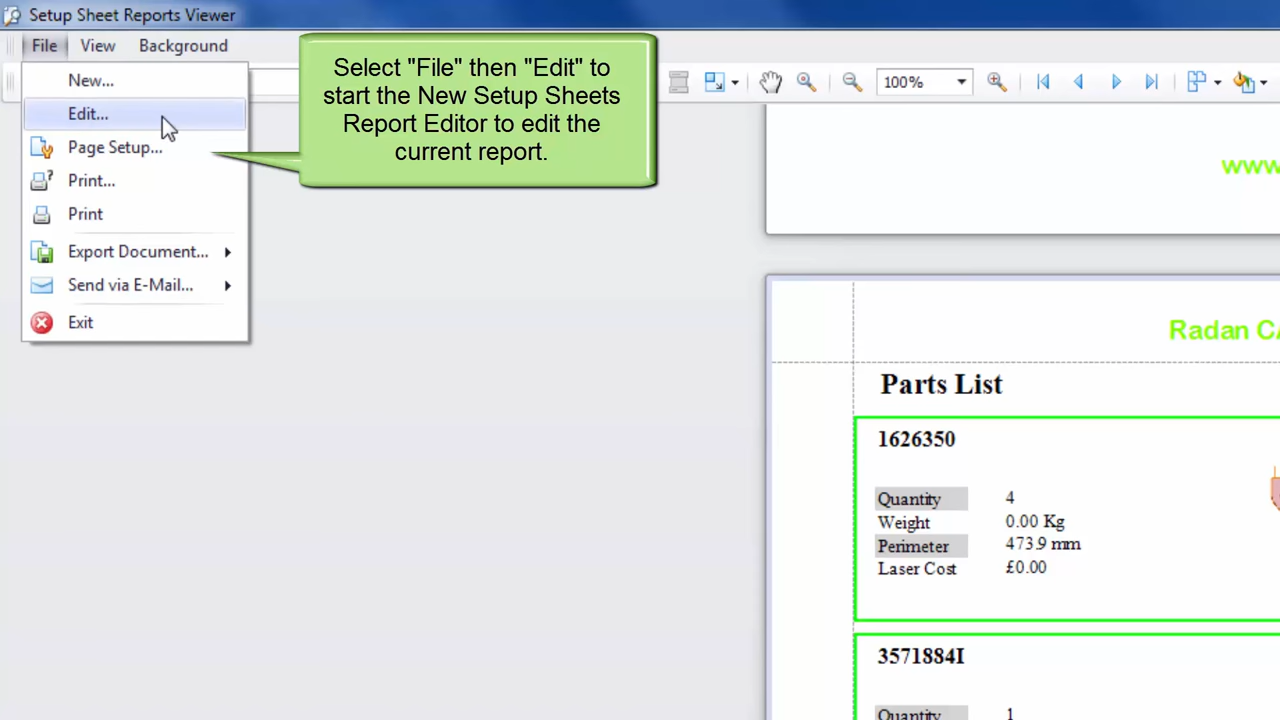 Setup Sheet Reports Viewer
File View Background
New...
Edit...
Page Setup...
Print...
Print
Export Document...
Send via E-Mail...
Exit
Select "File" then "Edit" to
start the New Setup Sheets
Report Editor to edit the
current report.
100%
www
Radan CA
Parts List
1626350
Quantity 4
Weight 0.00 Kg
Perimeter 473.9 mm
Laser Cost £0.00
3571884I
Quantity 1